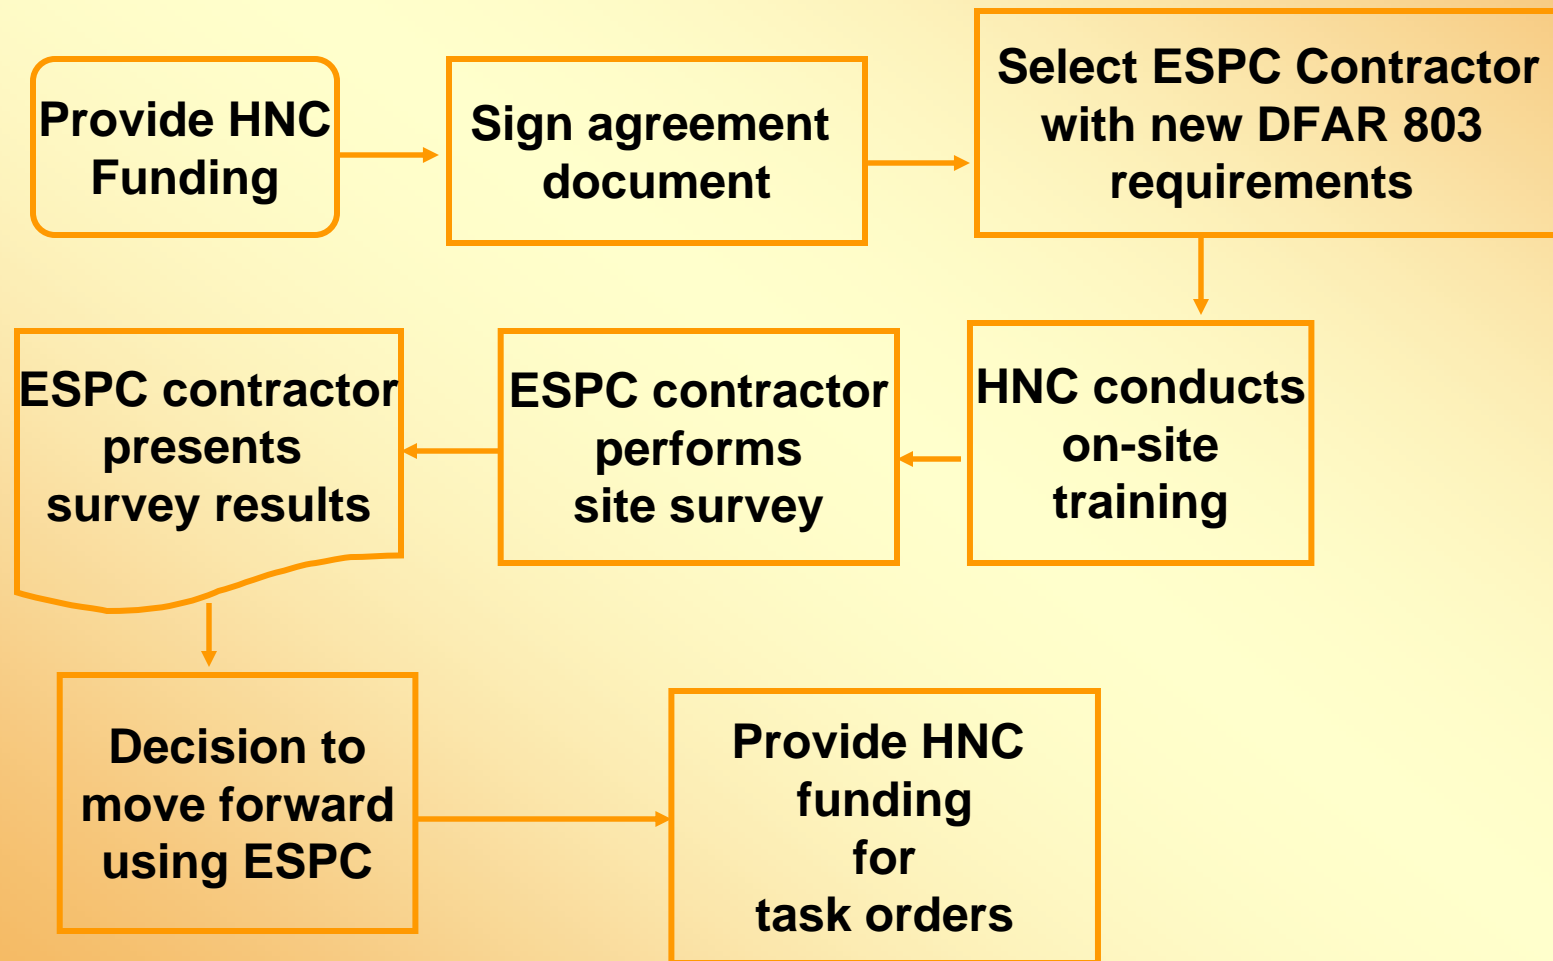 Provide HNC
Funding
Sign agreement
document
Select ESPC Contractor
with new DFAR 803
requirements
HNC conducts
on-site
training
ESPC contractor
performs
site survey
ESPC contractor
presents
survey results
Decision to
move forward
using ESPC
Provide HNC
funding
for
task orders